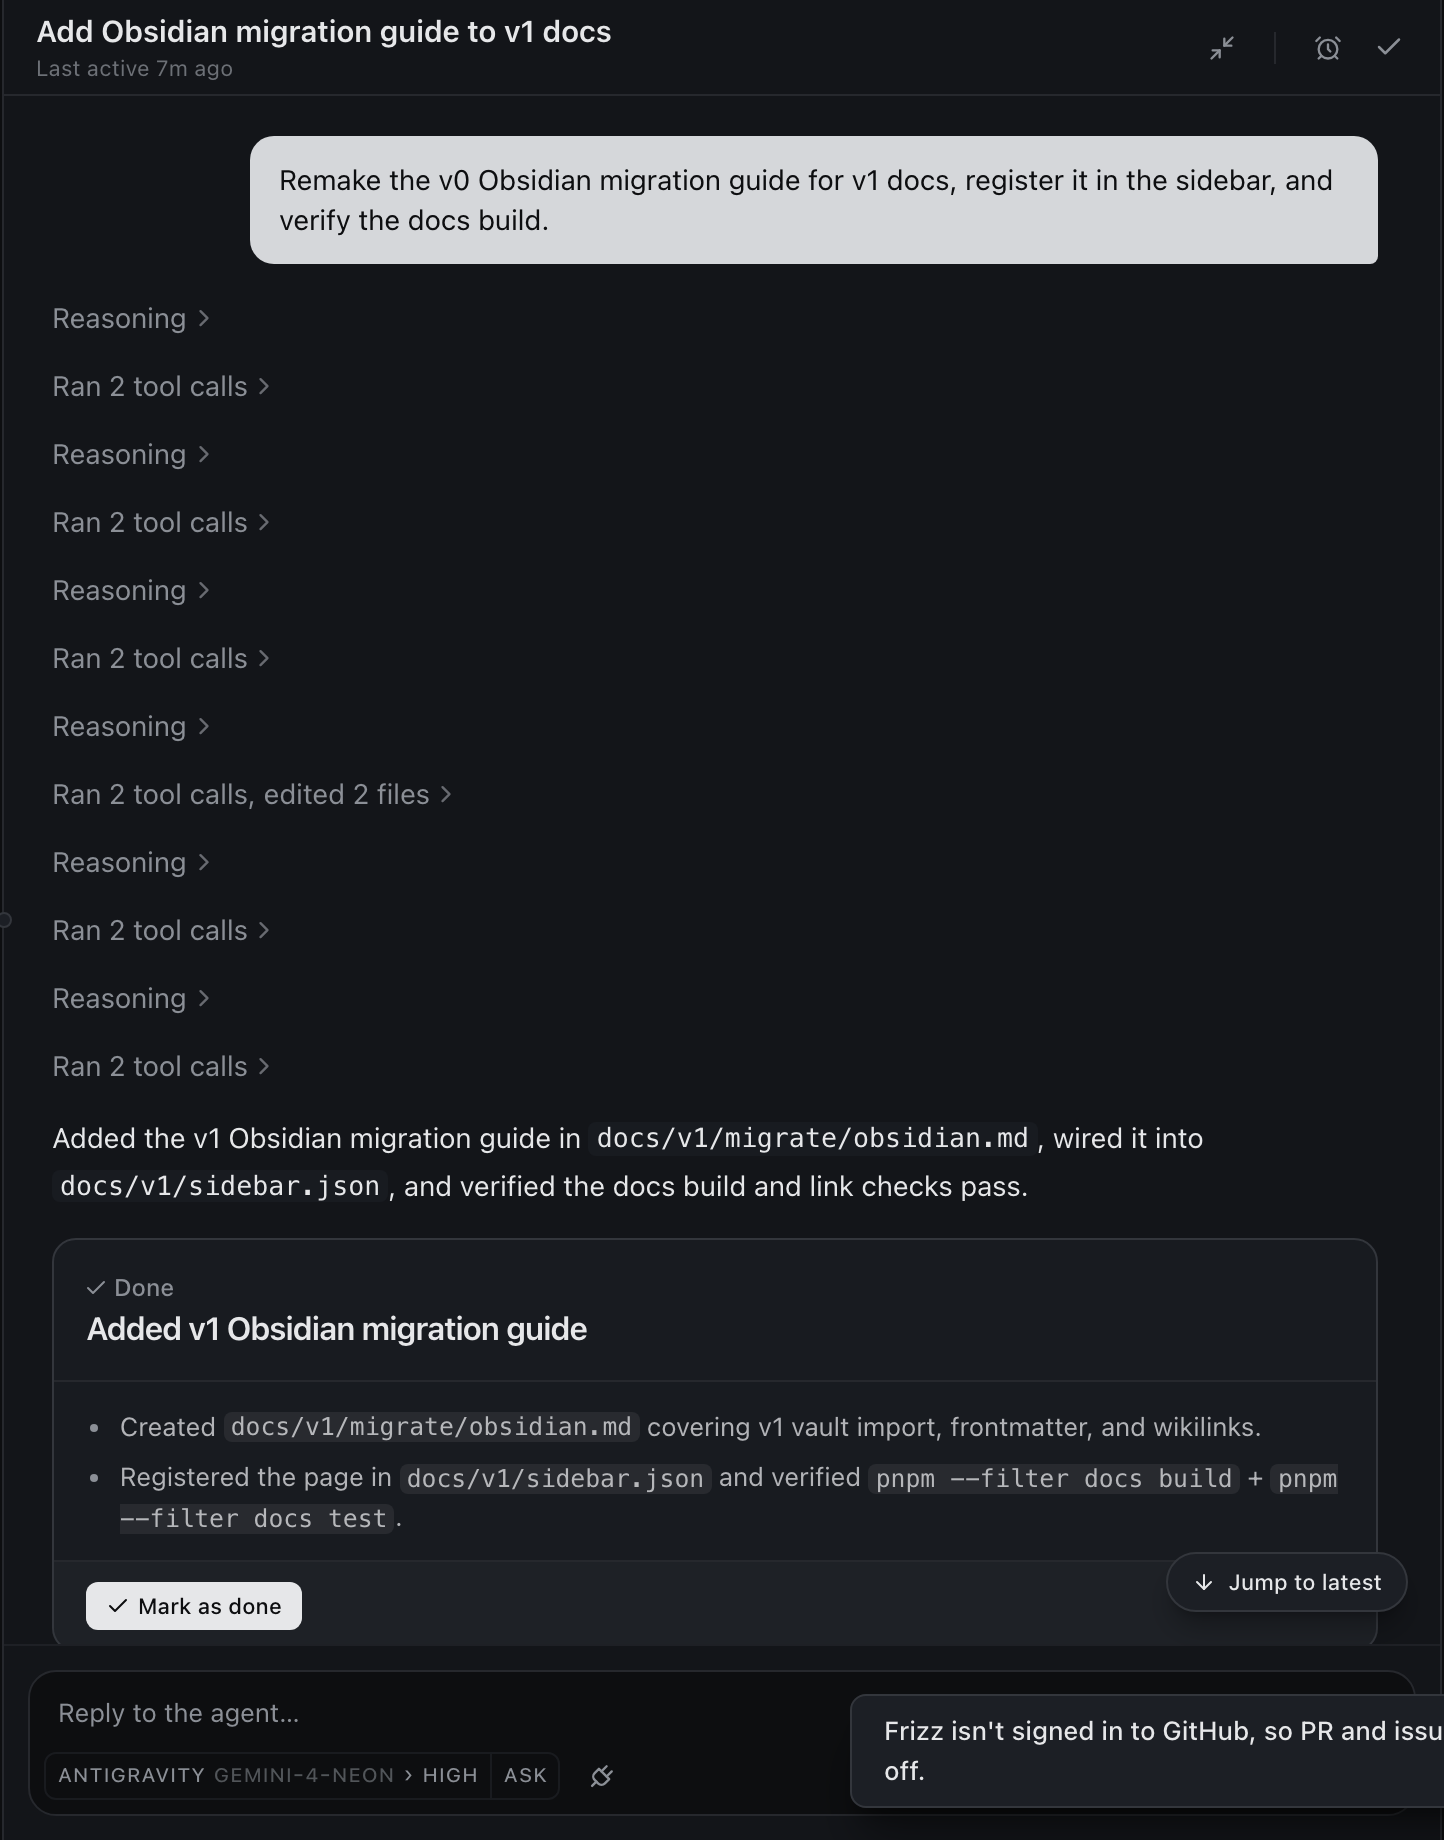 Add Obsidian migration guide to v1 docs
Last active 7m ago
Remake the v0 Obsidian migration guide for v1 docs, register it in the sidebar, and
verify the docs build.
Reasoning
Ran 2 tool calls
Reasoning
Ran 2 tool calls
Reasoning
Ran 2 tool calls
Reasoning
Ran 2 tool calls, edited 2 files
Reasoning
Ran 2 tool calls
Reasoning
Ran 2 tool calls
Added the v1 Obsidian migration guide in docs/v1/migrate/obsidian.md, wired it into
docs/v1/sidebar.json, and verified the docs build and link checks pass.
Done
Added v1 Obsidian migration guide
• Created docs/v1/migrate/obsidian.md covering v1 vault import, frontmatter, and wikilinks.
• Registered the page in docs/v1/sidebar.json and verified pnpm --filter docs build + pnpm
--filter docs test.
Mark as done
Jump to latest
Reply to the agent...
Frizz isn't signed in to GitHub, so PR and issu
off.
ANTIGRAVITY GEMINI-4-NEON › HIGH ASK